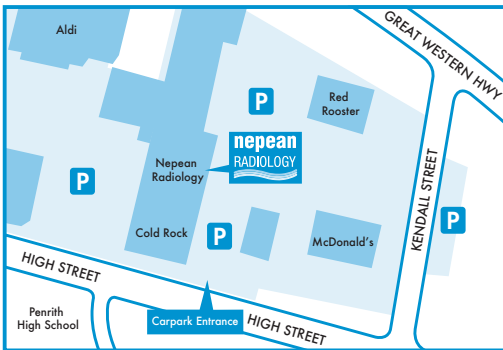 Aldi
GREAT WESTERN HWY
P
Red
Rooster
nepean
RADIOLOGY
Nepean
Radiology
P
KENDALL STREET
P
Cold Rock
P
McDonald's
HIGH STREET
Penrith
High School
Carpark Entrance
HIGH STREET